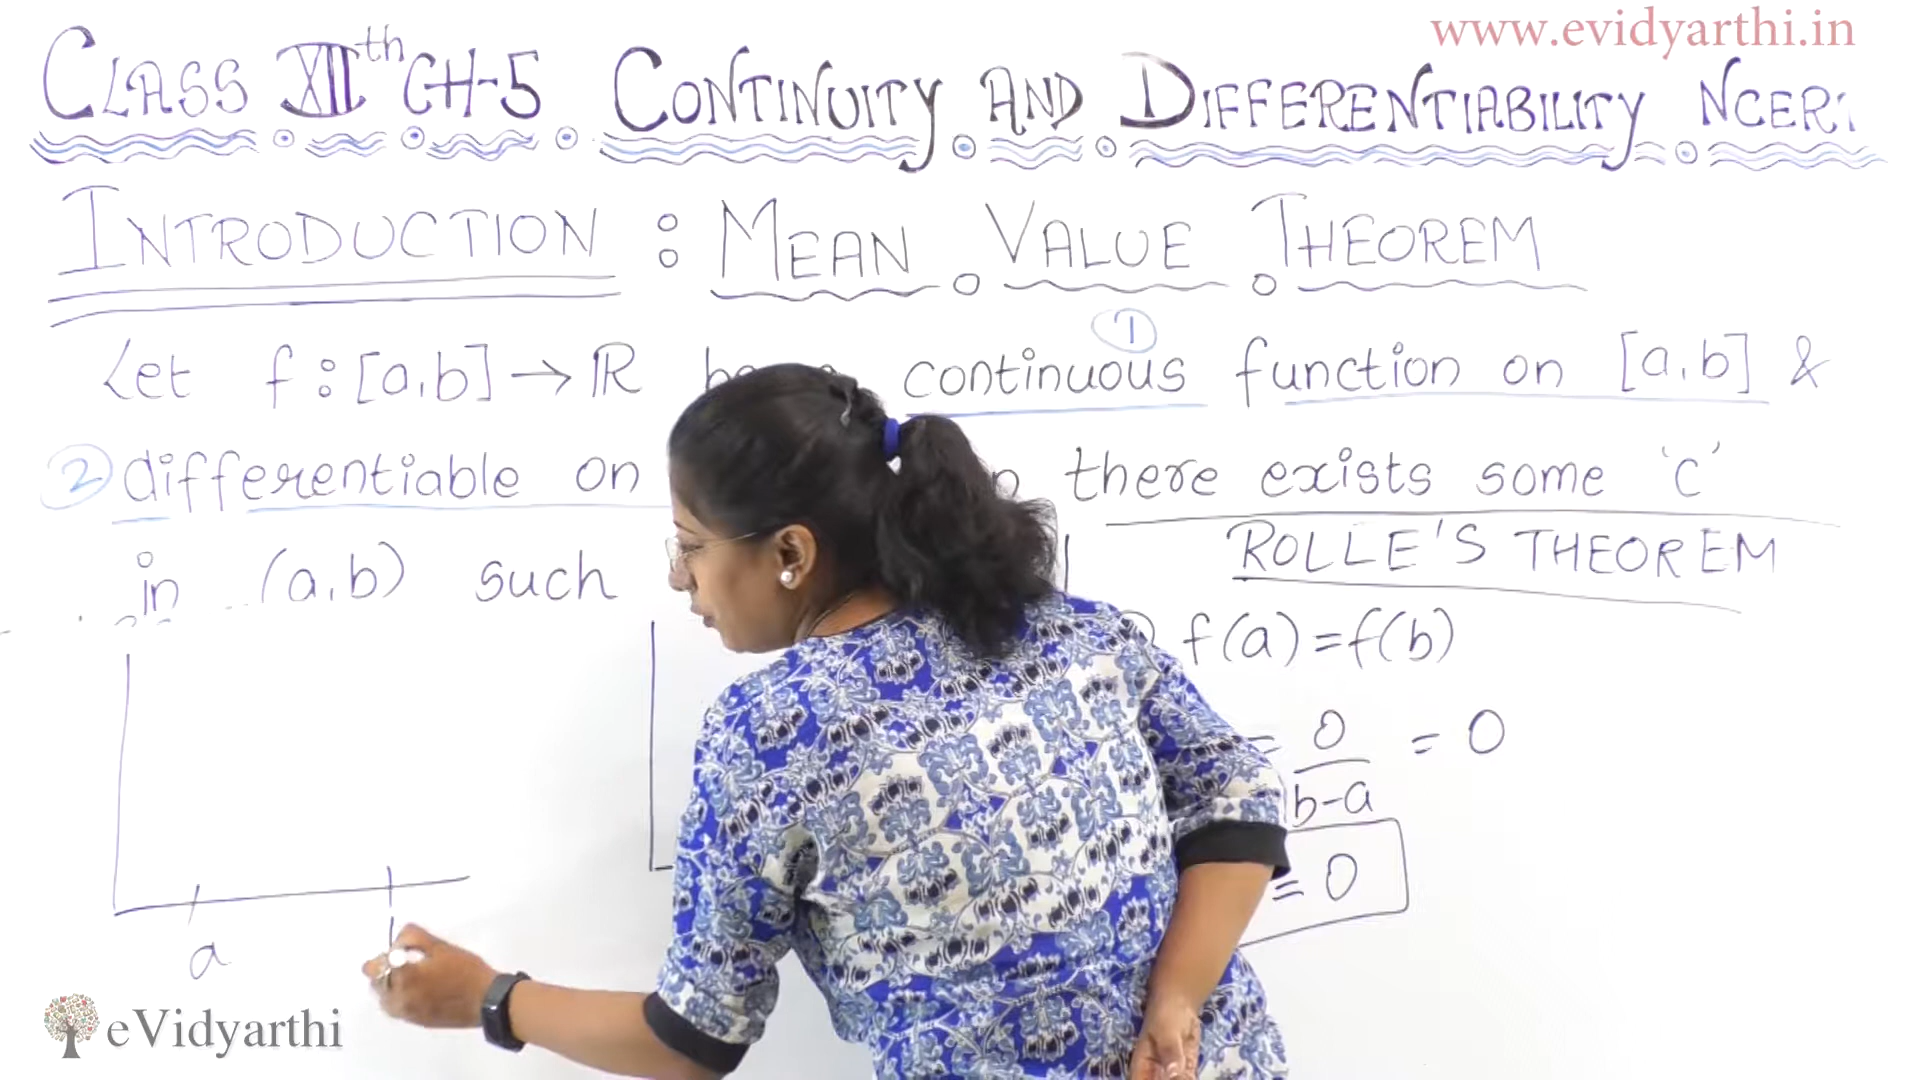 www.evidyarthi.in
CLASS XIIth CH-5 CONTINUITY AND DIFFERENTIABILITY NCERT
INTRODUCTION : MEAN VALUE THEOREM
1
Let f : [a,b] → R be a continuous function on [a,b] &
2 differentiable on there exists some 'c'
ROLLE'S THEOREM
in (a,b) such
f(a) = f(b)
= 0 / b-a = 0
= 0
a
eVidyarthi